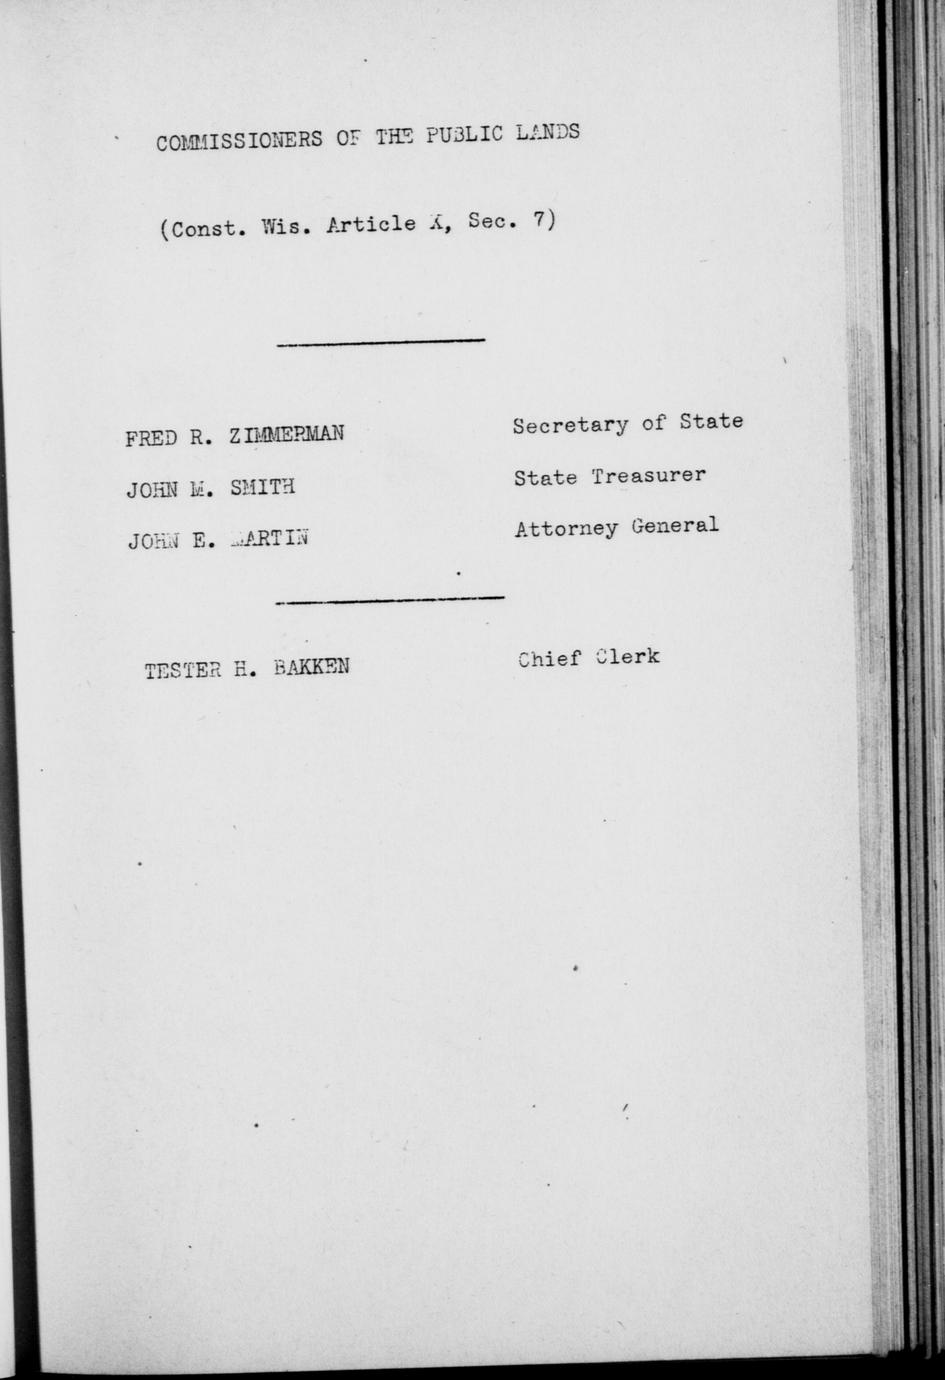 COMMISSIONERS OF THE PUBLIC LANDS
(Const. Wis. Article X, Sec. 7)
FRED R. ZIMMERMAN Secretary of State
JOHN M. SMITH State Treasurer
JOHN E. MARTIN Attorney General
TESTER H. BAKKEN Chief Clerk